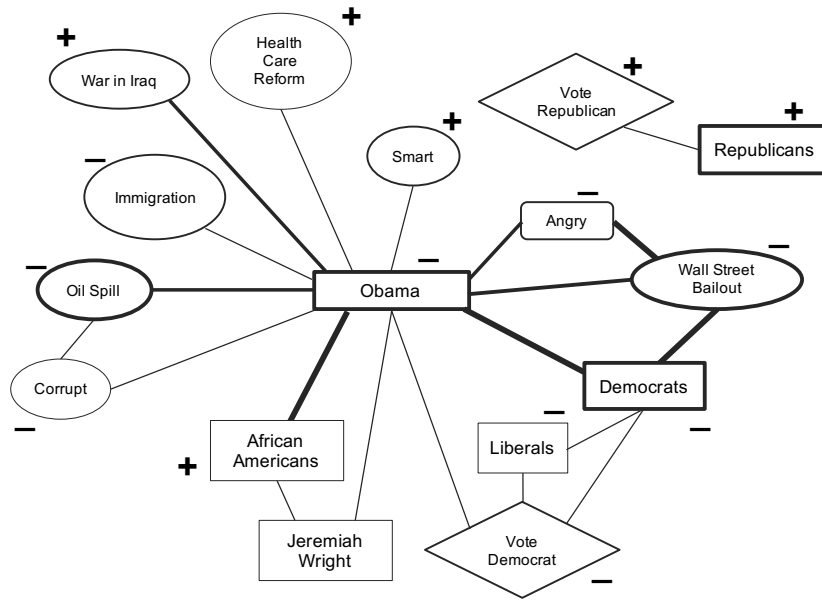 +
War in Iraq
+
Health
Care
Reform
+
Vote
Republican
+
Republicans
+
Smart
–
Immigration
–
Angry
–
Oil Spill
–
Obama
–
Wall Street
Bailout
Corrupt
–
Democrats
–
+
African
Americans
–
Liberals
Jeremiah
Wright
Vote
Democrat
–